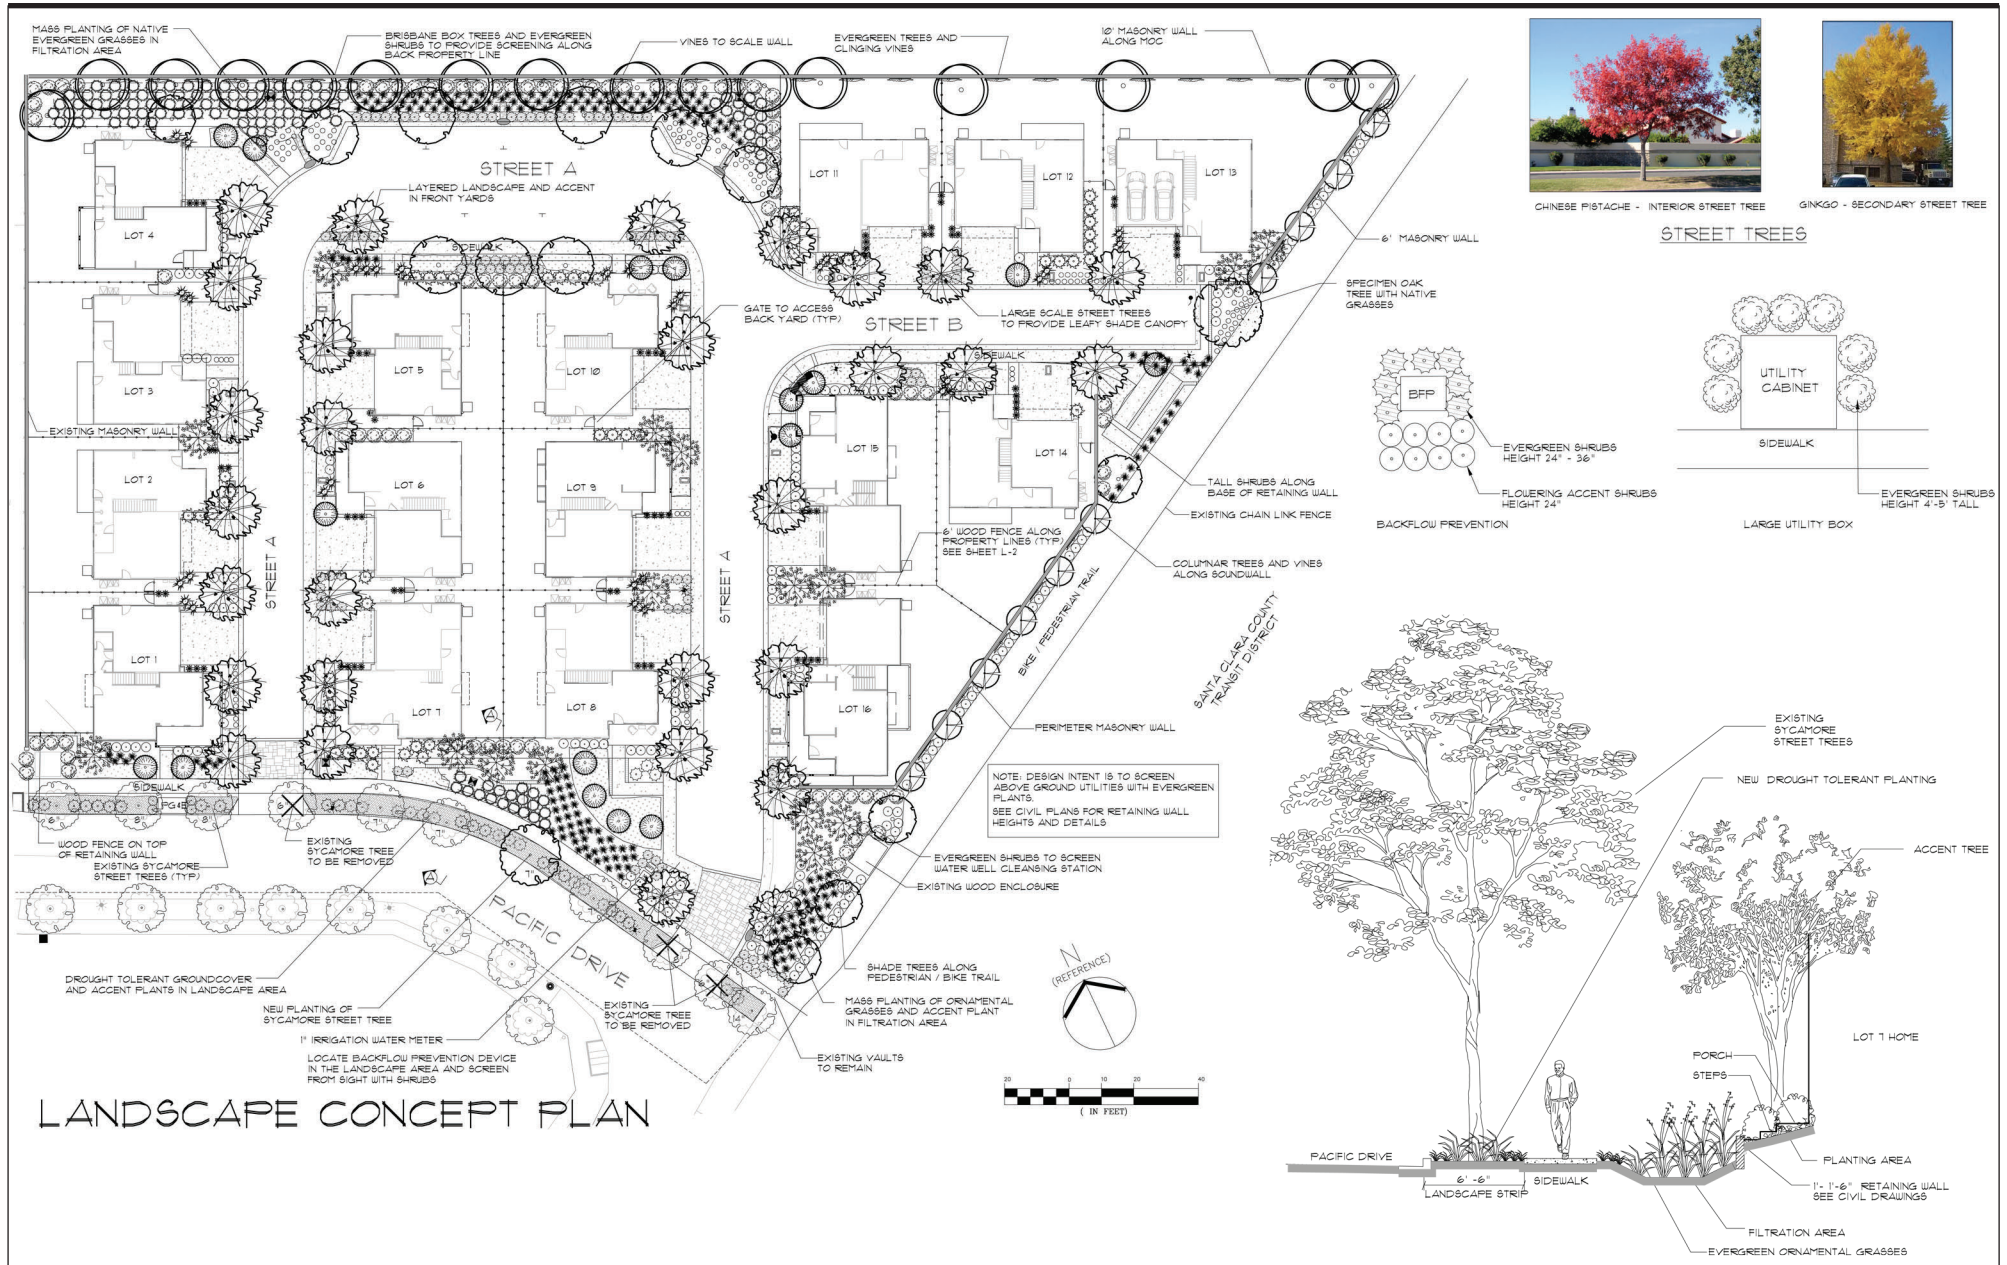 MASS PLANTING OF NATIVE
EVERGREEN GRASSES IN
FILTRATION AREA
BRISBANE BOX TREES AND EVERGREEN
SHRUBS TO PROVIDE SCREENING ALONG
BACK PROPERTY LINE
VINES TO SCALE WALL
EVERGREEN TREES AND
CLINGING VINES
10' MASONRY WALL
ALONG MOC
STREET A
LAYERED LANDSCAPE AND ACCENT
IN FRONT YARDS
SIDEWALK
LOT 4
LOT 11
LOT 12
LOT 13
6' MASONRY WALL
SPECIMEN OAK
TREE WITH NATIVE
GRASSES
GATE TO ACCESS
BACK YARD (TYP)
STREET B
LARGE SCALE STREET TREES
TO PROVIDE LEAFY SHADE CANOPY
SIDEWALK
LOT 3
LOT 5
LOT 10
EXISTING MASONRY WALL
LOT 15
LOT 14
LOT 2
LOT 6
LOT 9
TALL SHRUBS ALONG
BASE OF RETAINING WALL
EXISTING CHAIN LINK FENCE
6' WOOD FENCE ALONG
PROPERTY LINES (TYP)
SEE SHEET L-2
COLUMNAR TREES AND VINES
ALONG SOUNDWALL
STREET A
STREET A
BIKE / PEDESTRIAN TRAIL
SANTA CLARA COUNTY
TRANSIT DISTRICT
LOT 1
LOT 7
LOT 8
LOT 16
A
PERIMETER MASONRY WALL
NOTE: DESIGN INTENT IS TO SCREEN
ABOVE GROUND UTILITIES WITH EVERGREEN
PLANTS.
SEE CIVIL PLANS FOR RETAINING WALL
HEIGHTS AND DETAILS
SIDEWALK
PG&E
6"
8"
8"
6"
7"
7"
7"
14"
WOOD FENCE ON TOP
OF RETAINING WALL
EXISTING SYCAMORE
STREET TREES (TYP)
EXISTING
SYCAMORE TREE
TO BE REMOVED
A
EVERGREEN SHRUBS TO SCREEN
WATER WELL CLEANSING STATION
EXISTING WOOD ENCLOSURE
PACIFIC DRIVE
DROUGHT TOLERANT GROUNDCOVER
AND ACCENT PLANTS IN LANDSCAPE AREA
NEW PLANTING OF
SYCAMORE STREET TREE
1" IRRIGATION WATER METER
LOCATE BACKFLOW PREVENTION DEVICE
IN THE LANDSCAPE AREA AND SCREEN
FROM SIGHT WITH SHRUBS
EXISTING
SYCAMORE TREE
TO BE REMOVED
SHADE TREES ALONG
PEDESTRIAN / BIKE TRAIL
MASS PLANTING OF ORNAMENTAL
GRASSES AND ACCENT PLANT
IN FILTRATION AREA
EXISTING VAULTS
TO REMAIN
N
(REFERENCE)
20 0 10 20 40
( IN FEET)
LANDSCAPE CONCEPT PLAN
CHINESE PISTACHE - INTERIOR STREET TREE
GINKGO - SECONDARY STREET TREE
STREET TREES
BFP
EVERGREEN SHRUBS
HEIGHT 24" - 36"
FLOWERING ACCENT SHRUBS
HEIGHT 24"
BACKFLOW PREVENTION
UTILITY
CABINET
SIDEWALK
EVERGREEN SHRUBS
HEIGHT 4'-5' TALL
LARGE UTILITY BOX
EXISTING
SYCAMORE
STREET TREES
NEW DROUGHT TOLERANT PLANTING
ACCENT TREE
LOT 7 HOME
PORCH
STEPS
PACIFIC DRIVE
6' -6"
LANDSCAPE STRIP
SIDEWALK
PLANTING AREA
1'- 1'-6" RETAINING WALL
SEE CIVIL DRAWINGS
FILTRATION AREA
EVERGREEN ORNAMENTAL GRASSES